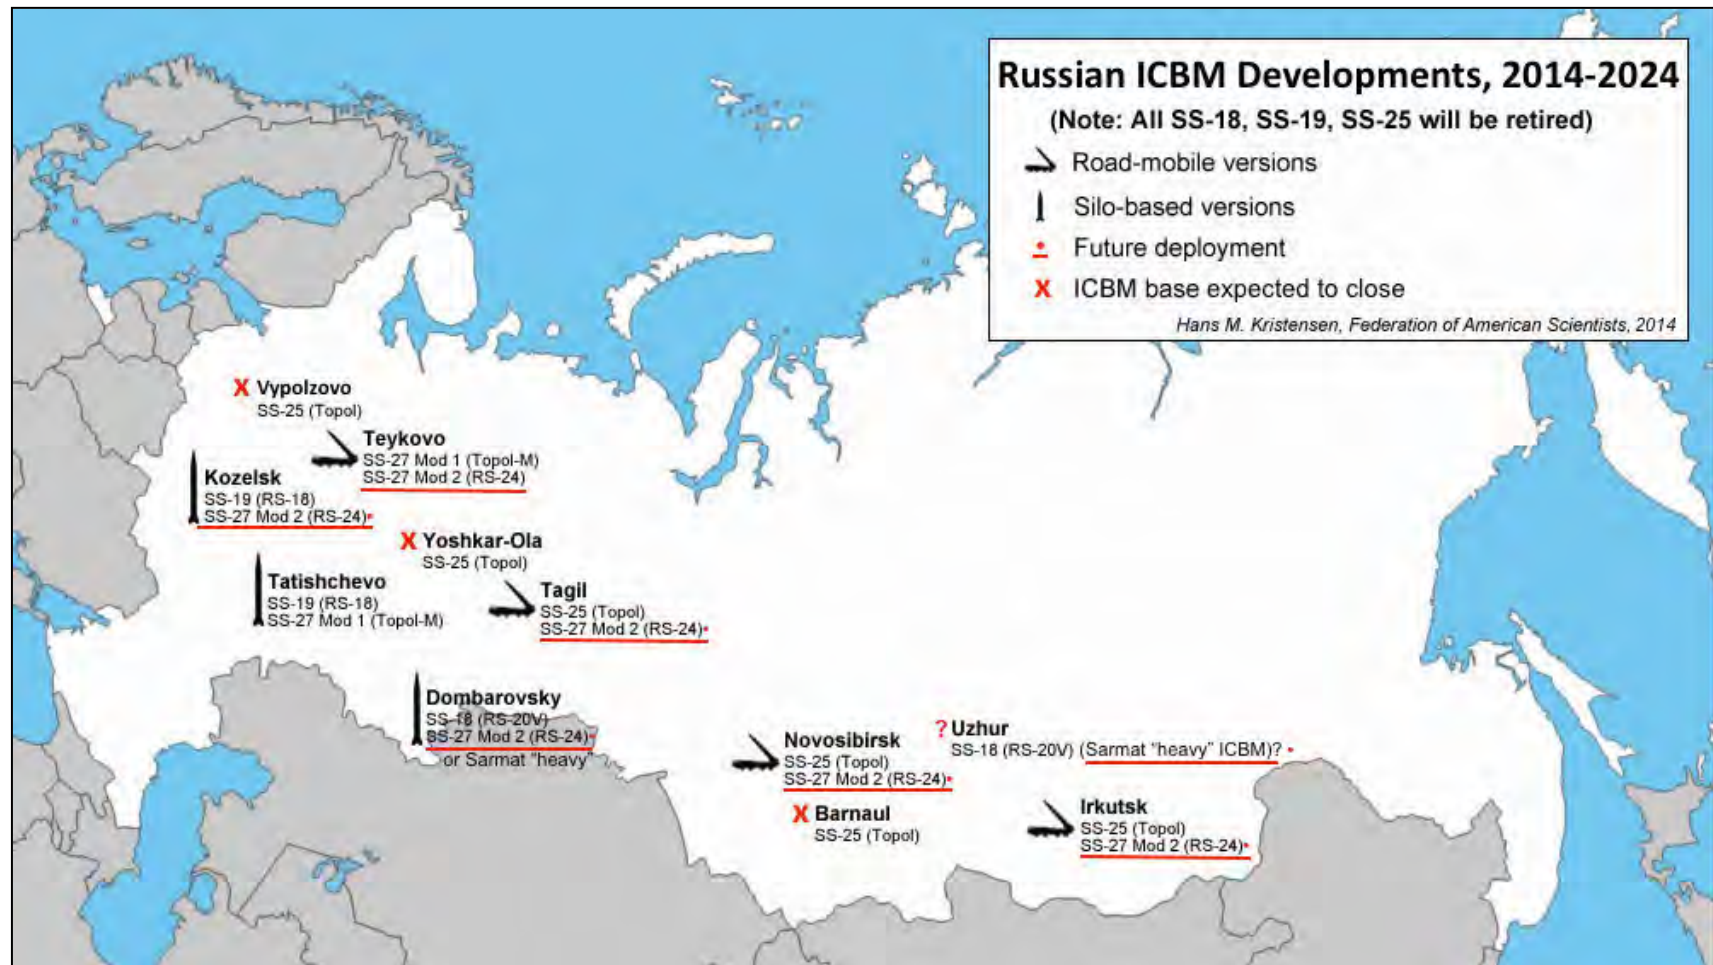 Russian ICBM Developments, 2014-2024
(Note: All SS-18, SS-19, SS-25 will be retired)
Road-mobile versions
Silo-based versions
Future deployment
X ICBM base expected to close
Hans M. Kristensen, Federation of American Scientists, 2014
X Vypolzovo
SS-25 (Topol)
Teykovo
SS-27 Mod 1 (Topol-M)
SS-27 Mod 2 (RS-24)
Kozelsk
SS-19 (RS-18)
SS-27 Mod 2 (RS-24)
X Yoshkar-Ola
SS-25 (Topol)
Tatishchevo
SS-19 (RS-18)
SS-27 Mod 1 (Topol-M)
Tagil
SS-25 (Topol)
SS-27 Mod 2 (RS-24)
Dombarovsky
SS-18 (RS-20V)
SS-27 Mod 2 (RS-24)
or Sarmat "heavy"
Novosibirsk
SS-25 (Topol)
SS-27 Mod 2 (RS-24)
? Uzhur
SS-18 (RS-20V) (Sarmat "heavy" ICBM)?
X Barnaul
SS-25 (Topol)
Irkutsk
SS-25 (Topol)
SS-27 Mod 2 (RS-24)